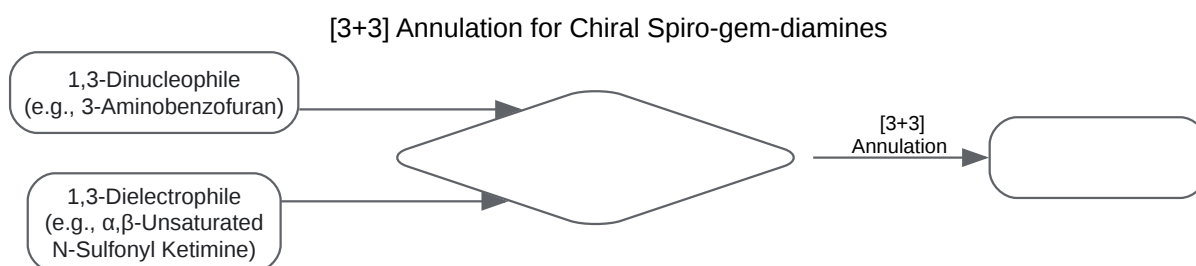 [3+3] Annulation for Chiral Spiro-gem-diamines
1,3-Dinucleophile
(e.g., 3-Aminobenzofuran)
[3+3]
Annulation
1,3-Dielectrophile
(e.g., α,β-Unsaturated
N-Sulfonyl Ketimine)